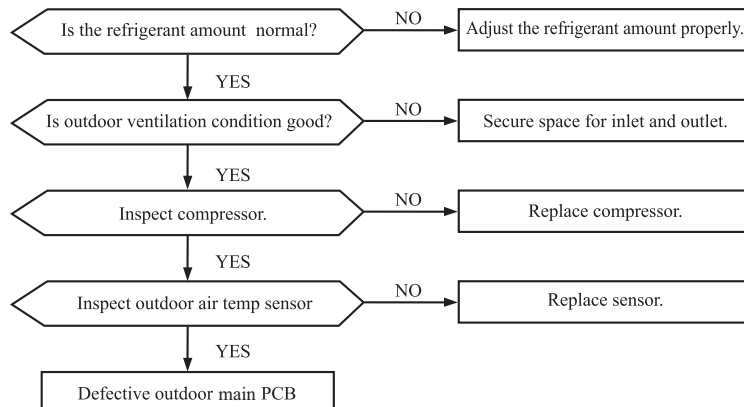 Is the refrigerant amount normal?
NO
Adjust the refrigerant amount properly.
YES
Is outdoor ventilation condition good?
NO
Secure space for inlet and outlet.
YES
Inspect compressor.
NO
Replace compressor.
YES
Inspect outdoor air temp sensor
NO
Replace sensor.
YES
Defective outdoor main PCB